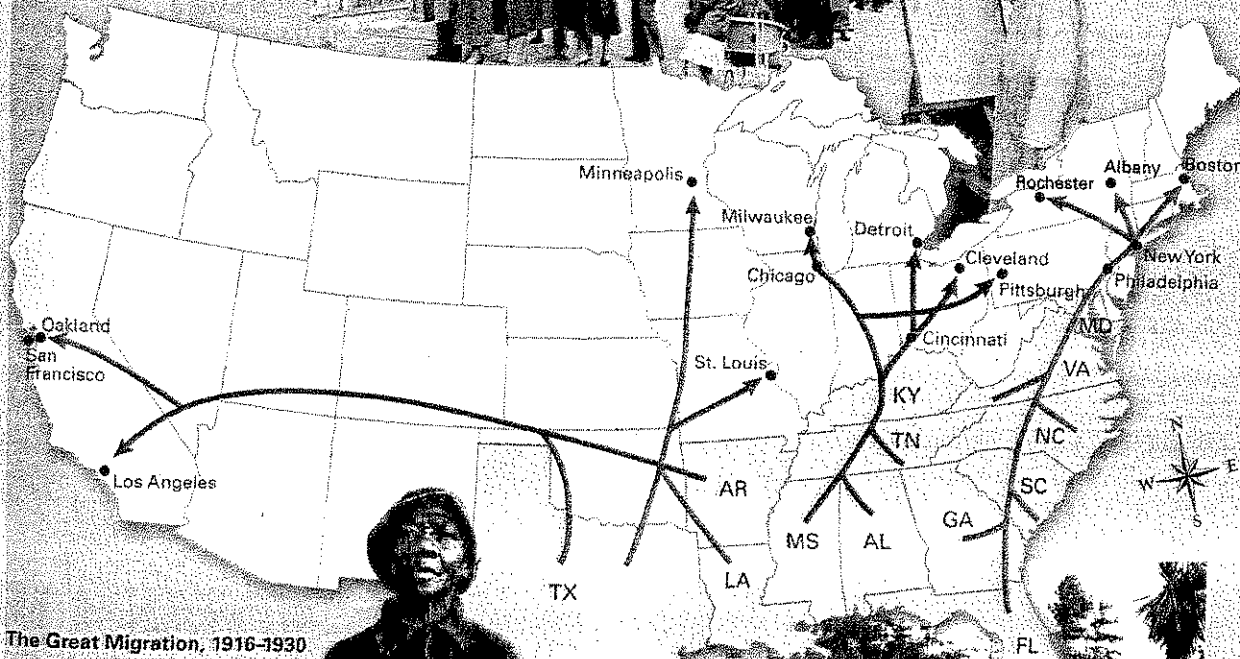 Minneapolis
Milwaukee
Chicago
Detroit
Cleveland
Pittsburgh
Cincinnati
St. Louis
Rochester
Albany
Boston
New York
Philadelphia
Oakland
San
Francisco
Los Angeles
MD
VA
KY
NC
TN
SC
AR
GA
MS
AL
LA
TX
FL
N
W
E
S
The Great Migration, 1916–1930